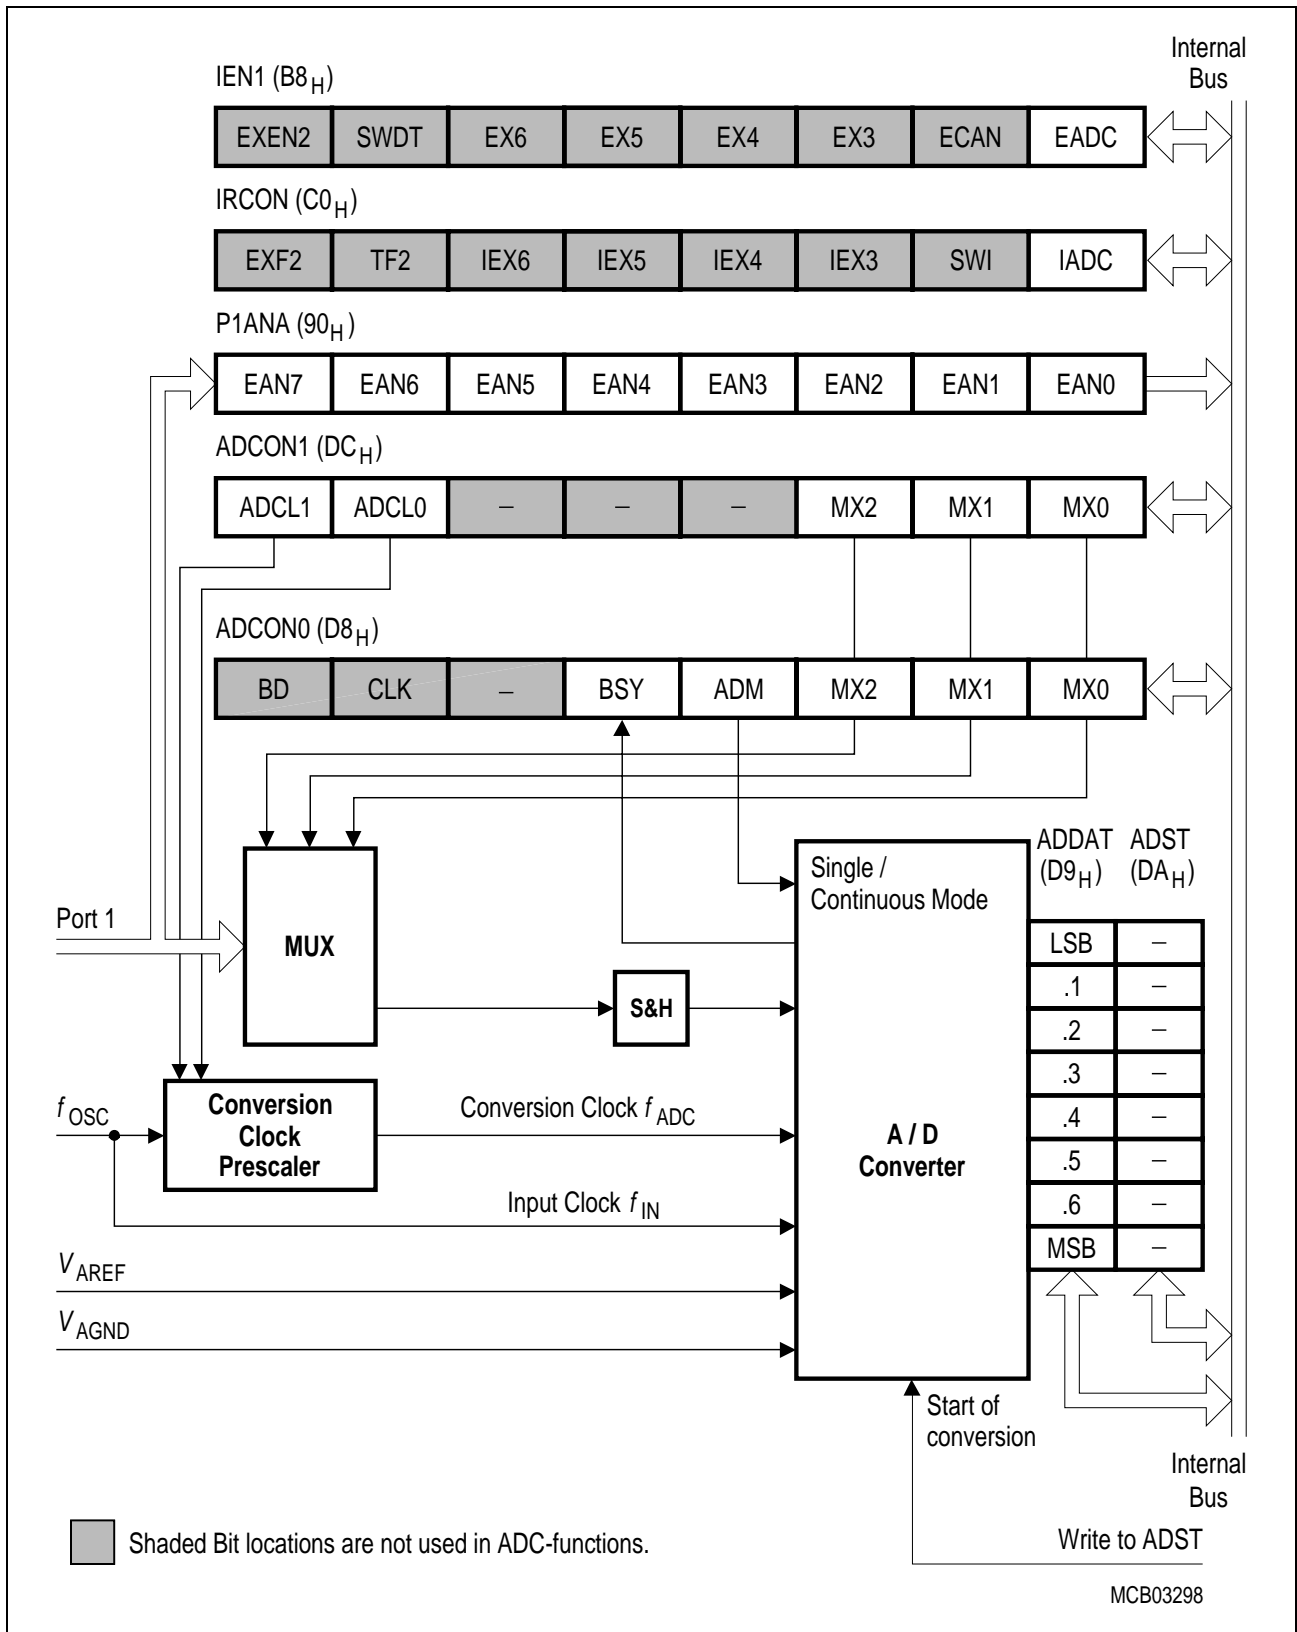 Internal
Bus
IEN1 (B8H)
EXEN2 SWDT EX6 EX5 EX4 EX3 ECAN EADC
IRCON (C0H)
EXF2 TF2 IEX6 IEX5 IEX4 IEX3 SWI IADC
P1ANA (90H)
EAN7 EAN6 EAN5 EAN4 EAN3 EAN2 EAN1 EAN0
ADCON1 (DCH)
ADCL1 ADCL0 – – – MX2 MX1 MX0
ADCON0 (D8H)
BD CLK – BSY ADM MX2 MX1 MX0
ADDAT ADST
(D9H) (DAH)
Single /
Continuous Mode
Port 1
MUX
S&H
LSB –
.1 –
.2 –
.3 –
.4 –
.5 –
.6 –
MSB –
fOSC
Conversion
Clock
Prescaler
Conversion Clock fADC
A / D
Converter
Input Clock fIN
VAREF
VAGND
Start of
conversion
Internal
Bus
Write to ADST
Shaded Bit locations are not used in ADC-functions.
MCB03298